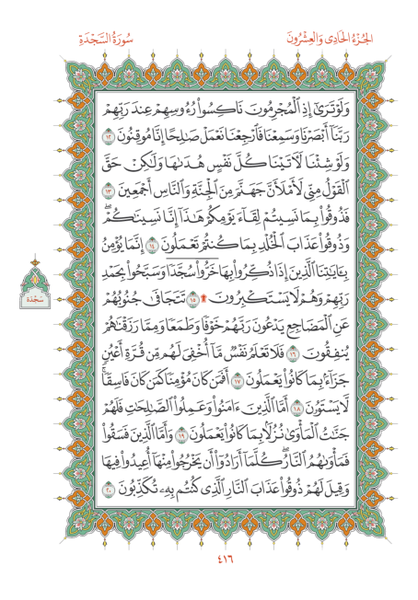 الجُزءُ الحَادِى وَالعِشْرُونَ
سُورَةُ السَّجْدَةِ
وَلَوْ تَرَىٰٓ إِذِ ٱلْمُجْرِمُونَ نَاكِسُوا۟ رُءُوسِهِمْ عِندَ رَبِّهِمْ
رَبَّنَآ أَبْصَرْنَا وَسَمِعْنَا فَٱرْجِعْنَا نَعْمَلْ صَـٰلِحًا إِنَّا مُوقِنُونَ ١٢
وَلَوْ شِئْنَا لَـَٔاتَيْنَا كُلَّ نَفْسٍ هُدَىٰهَا وَلَـٰكِنْ حَقَّ
ٱلْقَوْلُ مِنِّى لَأَمْلَأَنَّ جَهَنَّمَ مِنَ ٱلْجِنَّةِ وَٱلنَّاسِ أَجْمَعِينَ ١٣
فَذُوقُوا۟ بِمَا نَسِيتُمْ لِقَآءَ يَوْمِكُمْ هَـٰذَآ إِنَّا نَسِينَـٰكُمْ ۖ
وَذُوقُوا۟ عَذَابَ ٱلْخُلْدِ بِمَا كُنتُمْ تَعْمَلُونَ ١٤ إِنَّمَا يُؤْمِنُ
بِـَٔايَـٰتِنَا ٱلَّذِينَ إِذَا ذُكِّرُوا۟ بِهَا خَرُّوا۟ سُجَّدًا وَسَبَّحُوا۟ بِحَمْدِ
رَبِّهِمْ وَهُمْ لَا يَسْتَكْبِرُونَ ۩ ١٥ تَتَجَافَىٰ جُنُوبُهُمْ
سَجْدَة
عَنِ ٱلْمَضَاجِعِ يَدْعُونَ رَبَّهُمْ خَوْفًا وَطَمَعًا وَمِمَّا رَزَقْنَـٰهُمْ
يُنفِقُونَ ١٦ فَلَا تَعْلَمُ نَفْسٌ مَّآ أُخْفِىَ لَهُم مِّن قُرَّةِ أَعْيُنٍ
جَزَآءًۢ بِمَا كَانُوا۟ يَعْمَلُونَ ١٧ أَفَمَن كَانَ مُؤْمِنًا كَمَن كَانَ فَاسِقًا ۚ
لَّا يَسْتَوُۥنَ ١٨ أَمَّا ٱلَّذِينَ ءَامَنُوا۟ وَعَمِلُوا۟ ٱلصَّـٰلِحَـٰتِ فَلَهُمْ
جَنَّـٰتُ ٱلْمَأْوَىٰ نُزُلًۢا بِمَا كَانُوا۟ يَعْمَلُونَ ١٩ وَأَمَّا ٱلَّذِينَ فَسَقُوا۟
فَمَأْوَىٰهُمُ ٱلنَّارُ ۖ كُلَّمَآ أَرَادُوٓا۟ أَن يَخْرُجُوا۟ مِنْهَآ أُعِيدُوا۟ فِيهَا
وَقِيلَ لَهُمْ ذُوقُوا۟ عَذَابَ ٱلنَّارِ ٱلَّذِى كُنتُم بِهِۦ تُكَذِّبُونَ ٢٠
٤١٦